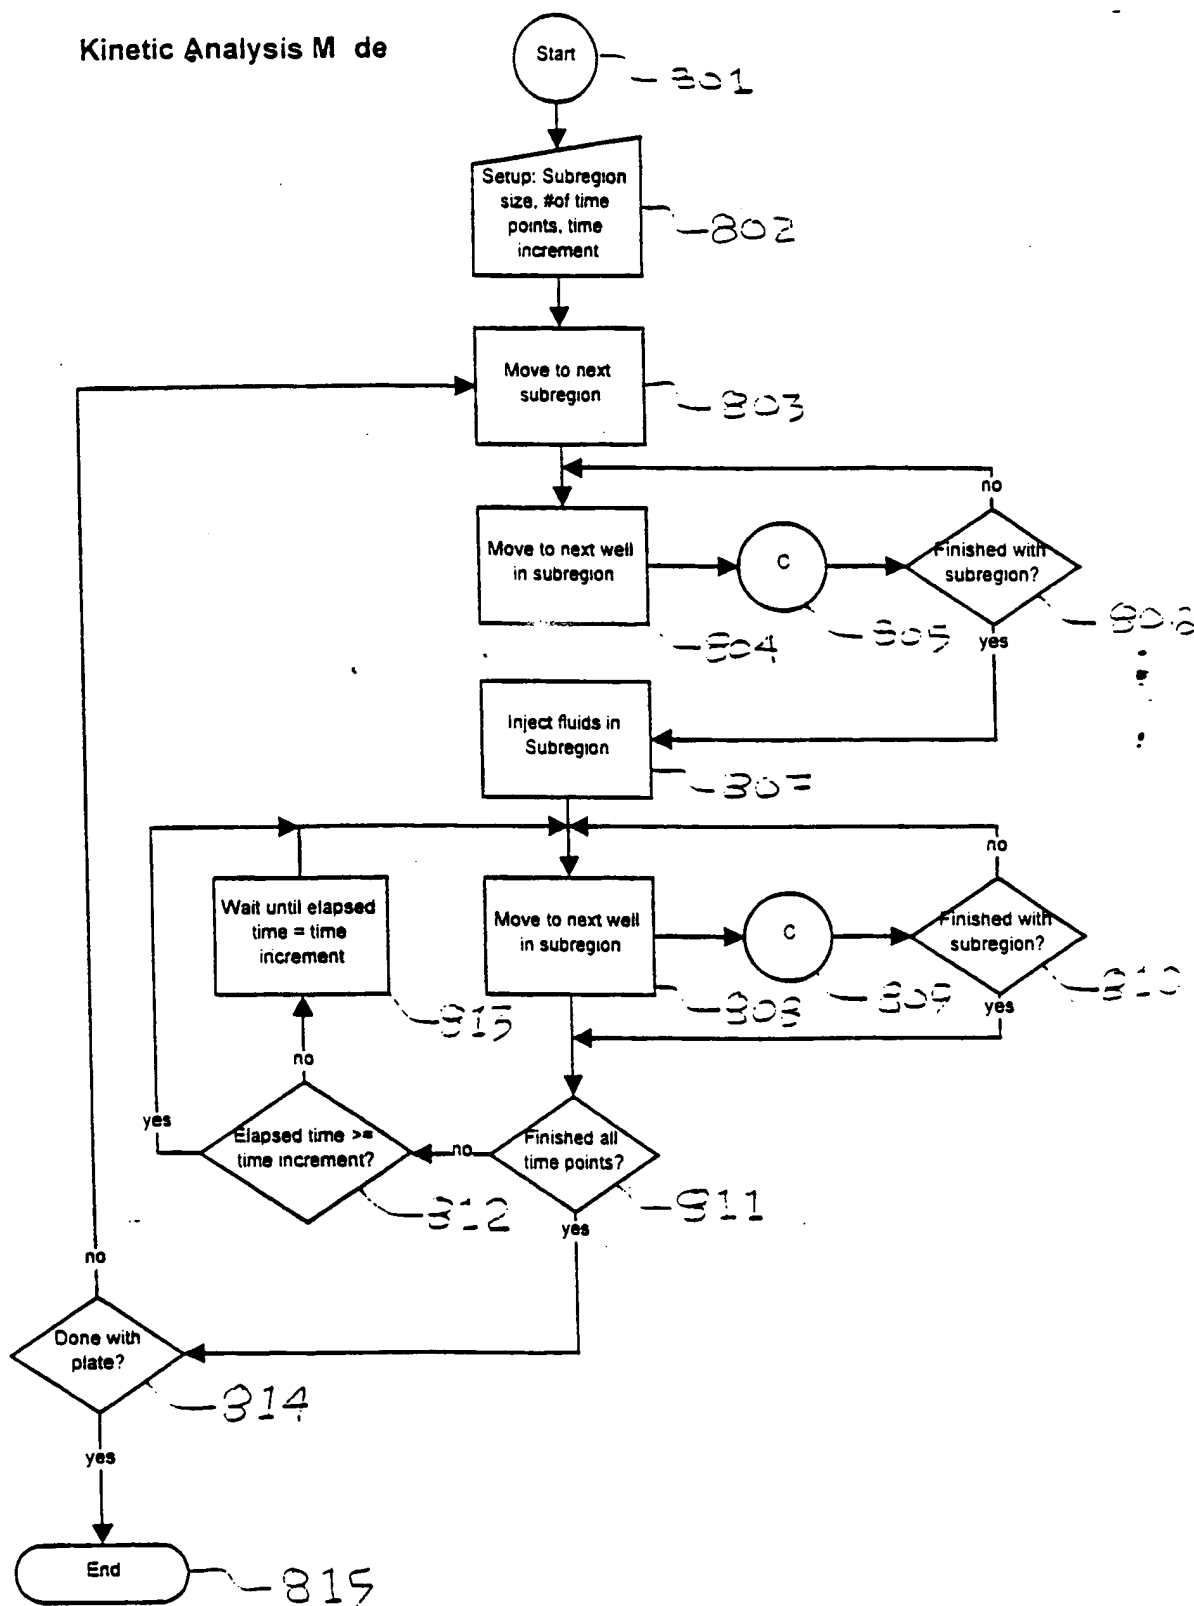 Kinetic Analysis M de
Start
801
Setup: Subregion
size, #of time
points, time
increment
802
Move to next
subregion
803
no
Move to next well
in subregion
C
Finished with
subregion?
804
805
806
yes
Inject fluids in
Subregion
807
no
Wait until elapsed
time = time
increment
Move to next well
in subregion
C
Finished with
subregion?
813
808
809
810
yes
no
yes
Elapsed time >=
time increment?
no
Finished all
time points?
812
811
yes
no
Done with
plate?
814
yes
End
815